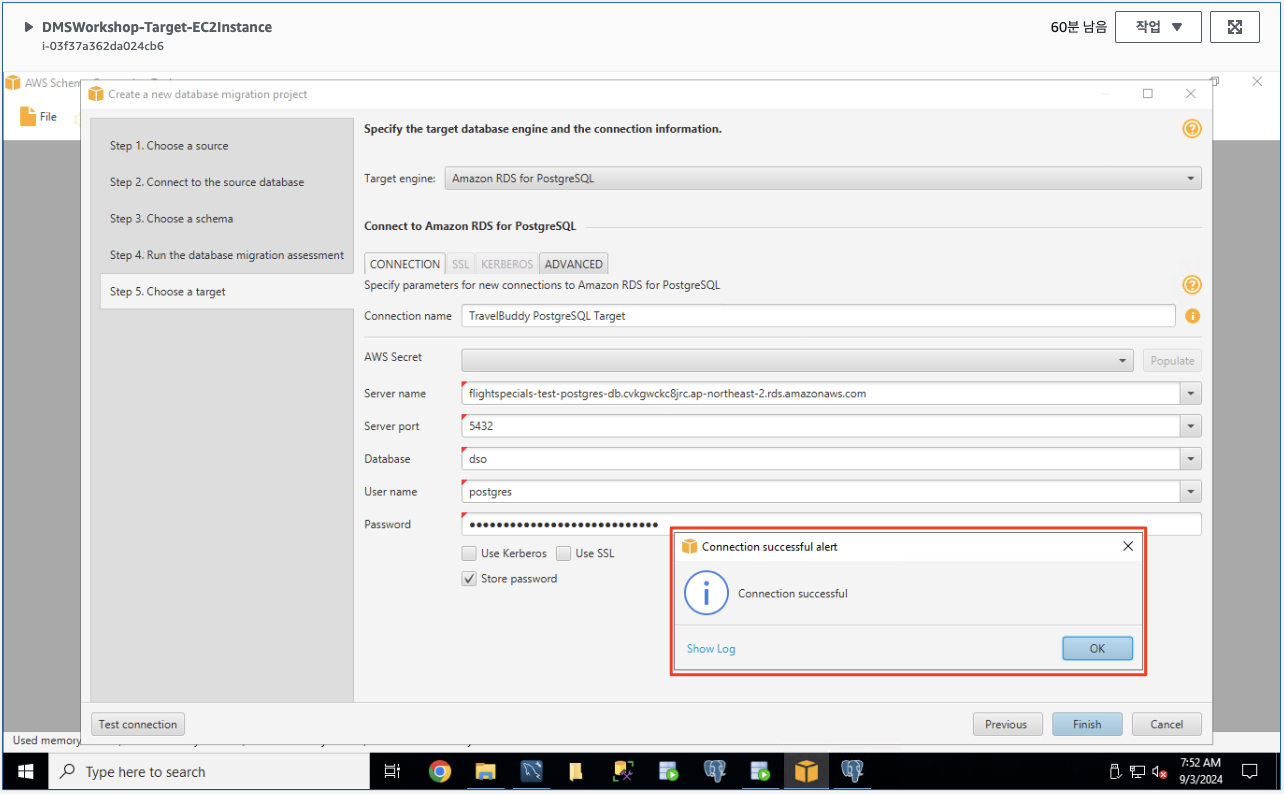 DMSWorkshop-Target-EC2Instance
i-03f37a362da024cb6
60분 남음
작업
AWS Schem
Create a new database migration project
File
Step 1. Choose a source
Step 2. Connect to the source database
Step 3. Choose a schema
Step 4. Run the database migration assessment
Step 5. Choose a target
Specify the target database engine and the connection information.
Target engine: Amazon RDS for PostgreSQL
Connect to Amazon RDS for PostgreSQL
CONNECTION SSL KERBEROS ADVANCED
Specify parameters for new connections to Amazon RDS for PostgreSQL
Connection name TravelBuddy PostgreSQL Target
AWS Secret Populate
Server name flightspecials-test-postgres-db.cvkgwckc8jrc.ap-northeast-2.rds.amazonaws.com
Server port 5432
Database dso
User name postgres
Password
Use Kerberos Use SSL
Store password
Connection successful alert
Connection successful
Show Log OK
Test connection Previous Finish Cancel
Used memory
Type here to search
7:52 AM
9/3/2024